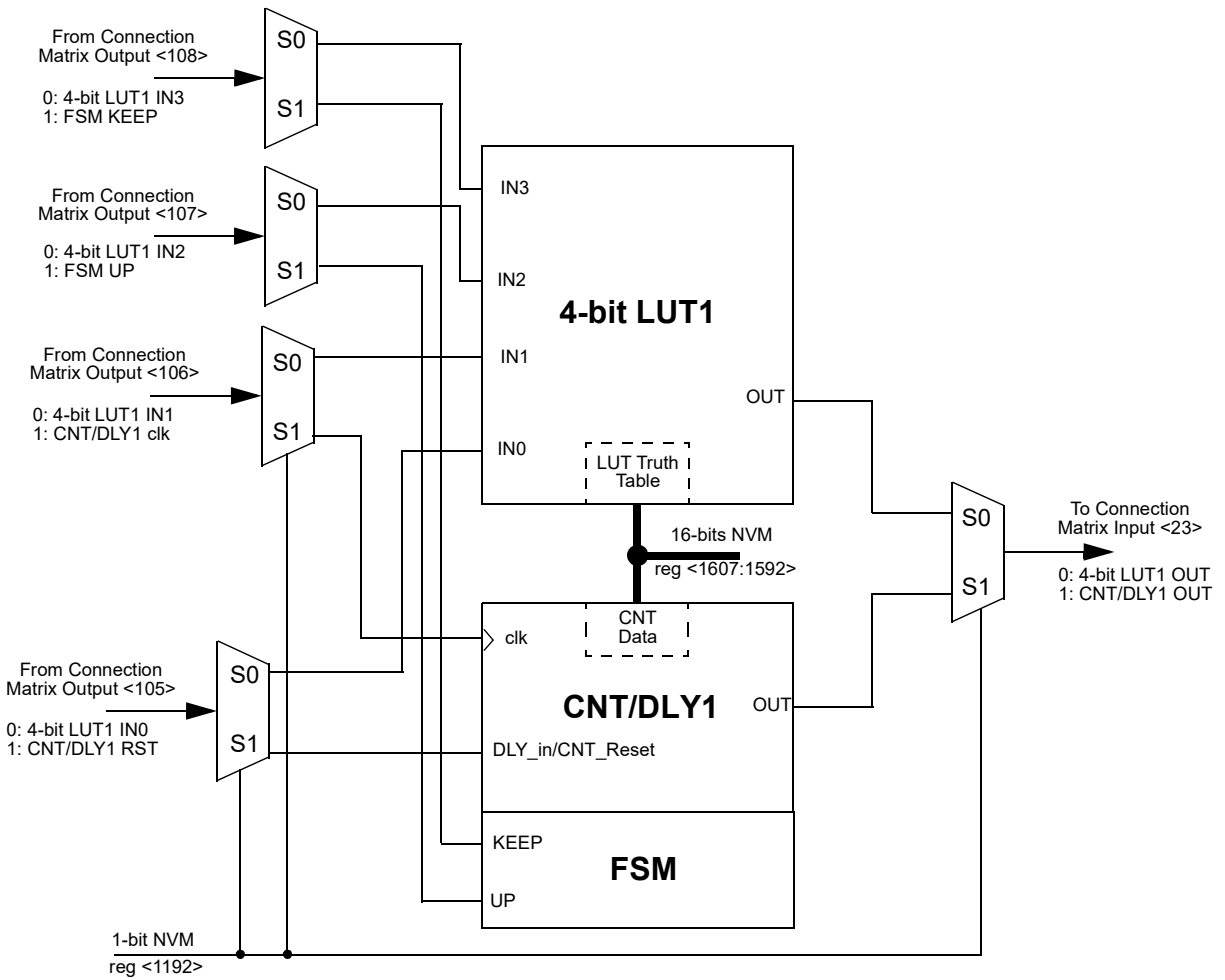 From Connection
Matrix Output <108>
0: 4-bit LUT1 IN3
1: FSM KEEP
S0
S1
From Connection
Matrix Output <107>
0: 4-bit LUT1 IN2
1: FSM UP
S0
S1
From Connection
Matrix Output <106>
0: 4-bit LUT1 IN1
1: CNT/DLY1 clk
S0
S1
From Connection
Matrix Output <105>
0: 4-bit LUT1 IN0
1: CNT/DLY1 RST
S0
S1
IN3
IN2
IN1
IN0
4-bit LUT1
OUT
LUT Truth
Table
16-bits NVM
reg <1607:1592>
CNT
Data
clk
CNT/DLY1
OUT
DLY_in/CNT_Reset
KEEP
FSM
UP
S0
S1
To Connection
Matrix Input <23>
0: 4-bit LUT1 OUT
1: CNT/DLY1 OUT
1-bit NVM
reg <1192>